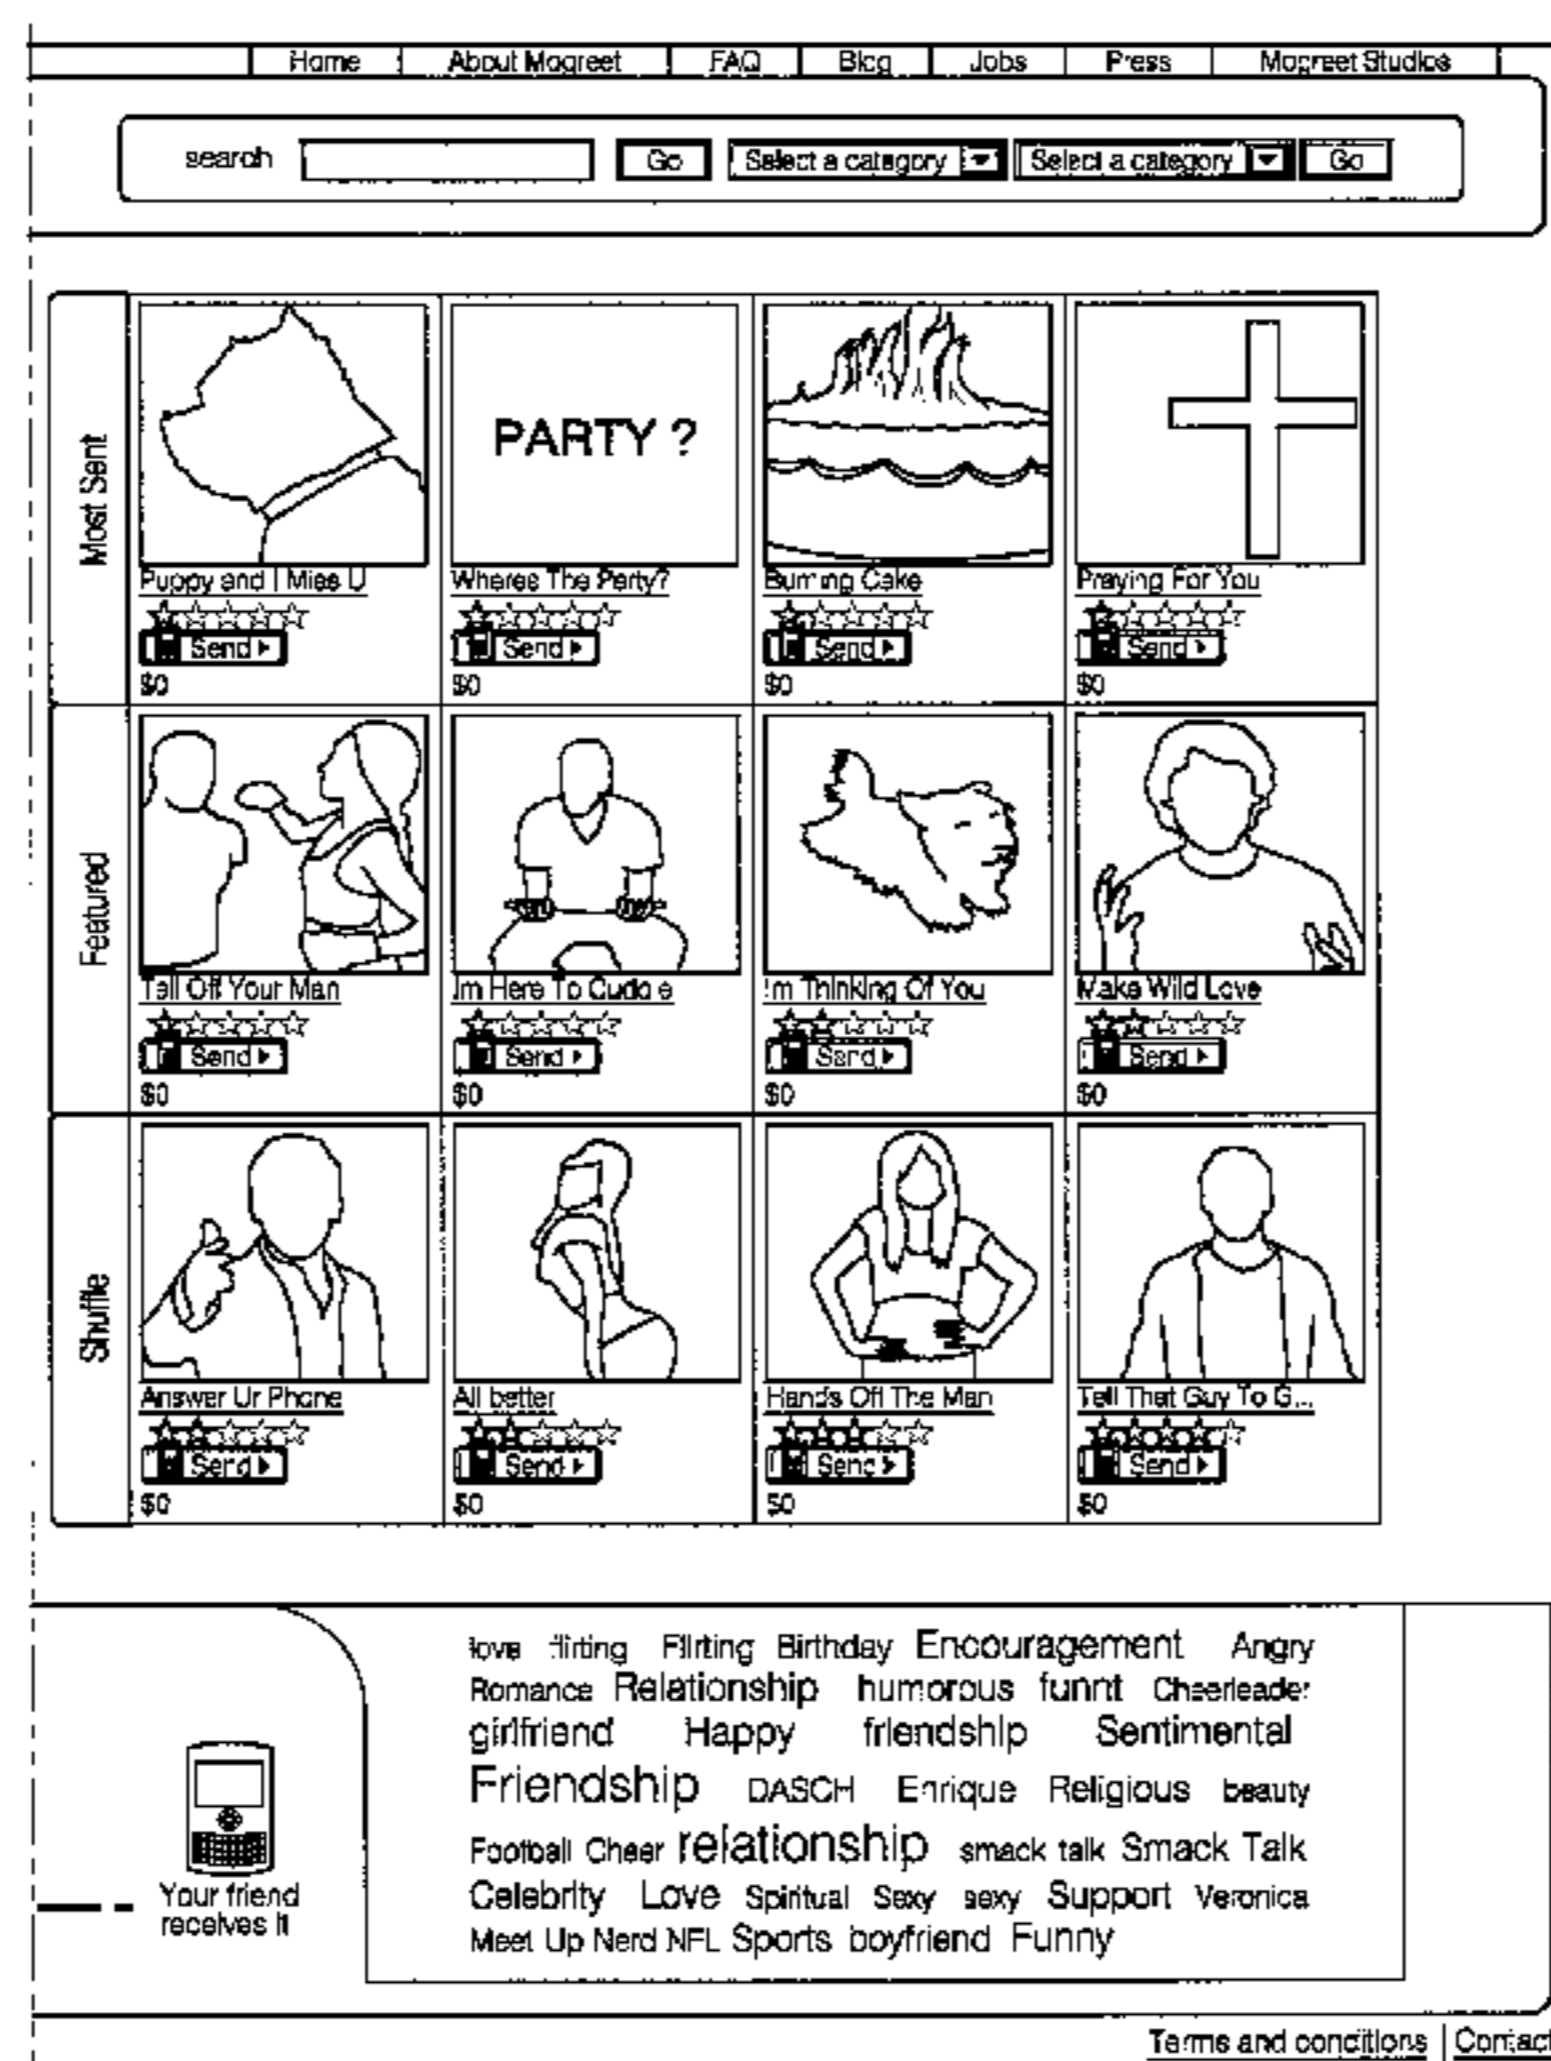 Home About Mogreet FAQ Blog Jobs Press Mogreet Studios
search Go Select a category Select a category Go
Most Sent
PARTY ?
Puppy and I Miss U Wheres The Party? Burning Cake Praying For You
Send Send Send Send
$0 $0 $0 $0
Featured
Tell Off Your Man Im Here To Cuddle Im Thinking Of You Make Wild Love
Send Send Send Send
$0 $0 $0 $0
Shuffle
Answer Ur Phone All better Hands Off The Man Tell That Guy To G...
Send Send Send Send
$0 $0 $0 $0
love flirting Flirting Birthday Encouragement Angry
Romance Relationship humorous funnt Cheerleader
girlfriend Happy friendship Sentimental
Friendship DASCH Enrique Religious beauty
Football Cheer relationship smack talk Smack Talk
Celebrity Love Spiritual Sexy sexy Support Veronica
Meet Up Nerd NFL Sports boyfriend Funny
Your friend
receives it
Terms and conditions | Contact